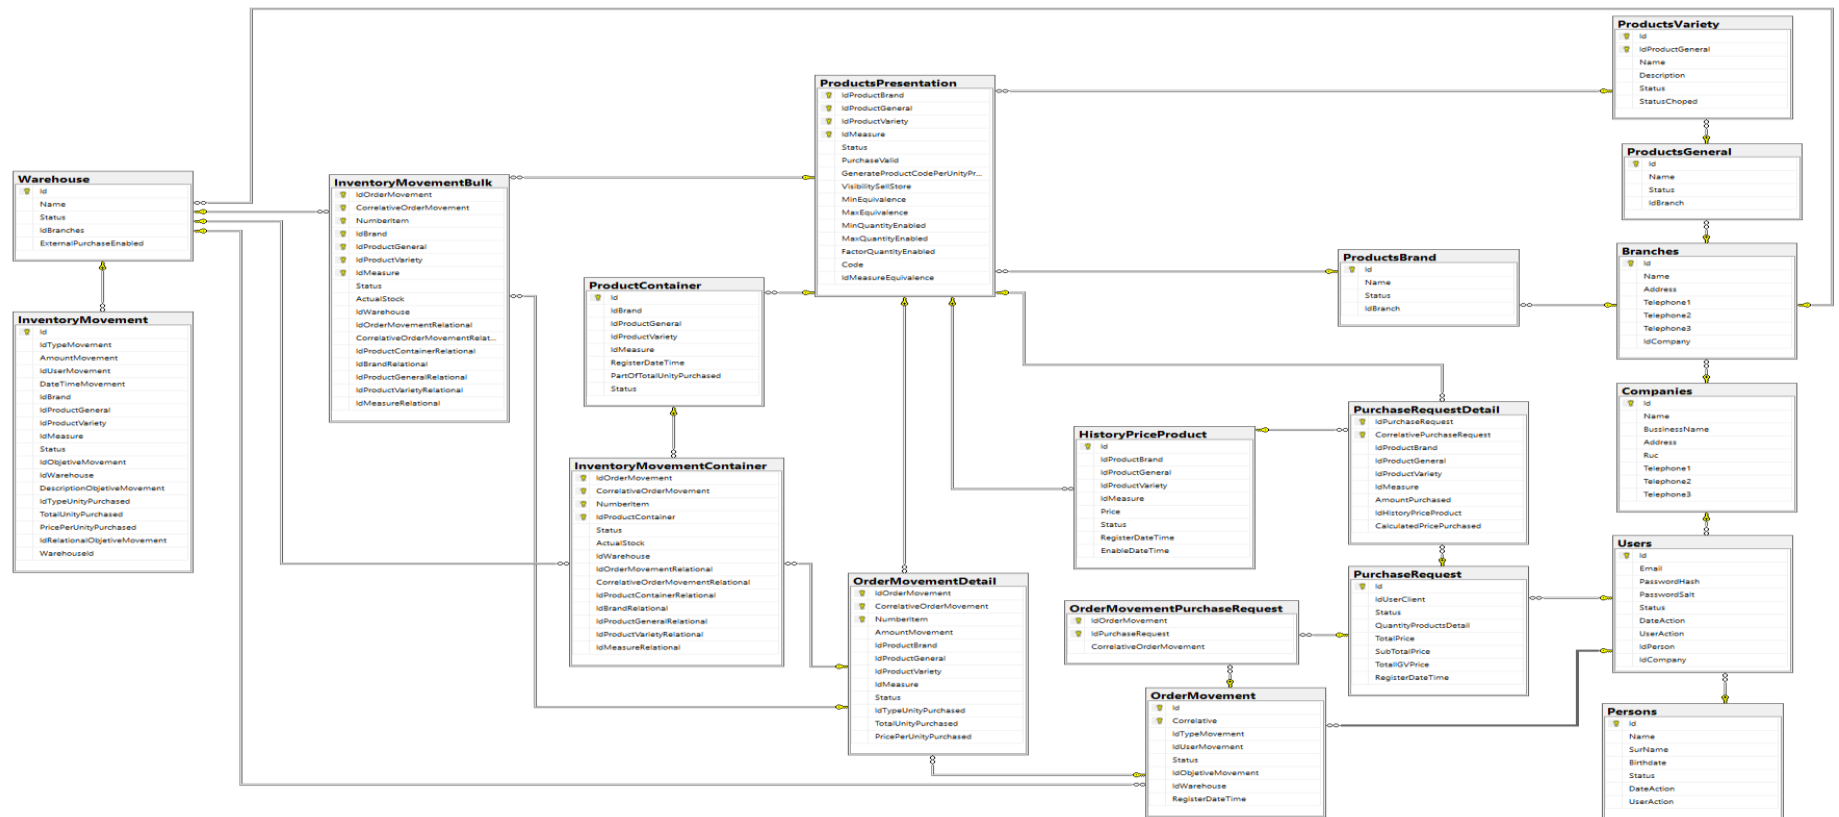 Warehouse
Id
Name
Status
IdBranches
ExternalPurchaseEnabled
InventoryMovement
Id
IdTypeMovement
AmountMovement
IdUserMovement
DateTimeMovement
IdBrand
IdProductGeneral
IdProductVariety
IdMeasure
Status
IdObjetiveMovement
IdWarehouse
DescriptionObjetiveMovement
IdTypeUnityPurchased
TotalUnityPurchased
PricePerUnityPurchased
IdRelationalObjetiveMovement
WarehouseId
InventoryMovementBulk
IdOrderMovement
CorrelativeOrderMovement
NumberItem
IdBrand
IdProductGeneral
IdProductVariety
IdMeasure
Status
ActualStock
IdWarehouse
IdOrderMovementRelational
CorrelativeOrderMovementRelat...
IdProductContainerRelational
IdBrandRelational
IdProductGeneralRelational
IdProductVarietyRelational
IdMeasureRelational
ProductContainer
Id
IdBrand
IdProductGeneral
IdProductVariety
IdMeasure
RegisterDateTime
PartOfTotalUnityPurchased
Status
InventoryMovementContainer
IdOrderMovement
CorrelativeOrderMovement
NumberItem
IdProductContainer
Status
ActualStock
IdWarehouse
IdOrderMovementRelational
CorrelativeOrderMovementRelational
IdProductContainerRelational
IdBrandRelational
IdProductGeneralRelational
IdProductVarietyRelational
IdMeasureRelational
ProductsPresentation
IdProductBrand
IdProductGeneral
IdProductVariety
IdMeasure
Status
PurchaseValid
GenerateProductCodePerUnityPr...
VisibilitySellStore
MinEquivalence
MaxEquivalence
MinQuantityEnabled
MaxQuantityEnabled
FactorQuantityEnabled
Code
IdMeasureEquivalence
OrderMovementDetail
IdOrderMovement
CorrelativeOrderMovement
NumberItem
AmountMovement
IdProductBrand
IdProductGeneral
IdProductVariety
IdMeasure
Status
IdTypeUnityPurchased
TotalUnityPurchased
PricePerUnityPurchased
HistoryPriceProduct
Id
IdProductBrand
IdProductGeneral
IdProductVariety
IdMeasure
Price
Status
RegisterDateTime
EnableDateTime
OrderMovementPurchaseRequest
IdOrderMovement
IdPurchaseRequest
CorrelativeOrderMovement
OrderMovement
Id
Correlative
IdTypeMovement
IdUserMovement
Status
IdObjetiveMovement
IdWarehouse
RegisterDateTime
ProductsBrand
Id
Name
Status
IdBranch
PurchaseRequestDetail
IdPurchaseRequest
CorrelativePurchaseRequest
IdProductBrand
IdProductGeneral
IdProductVariety
IdMeasure
AmountPurchased
IdHistoryPriceProduct
CalculatedPricePurchased
PurchaseRequest
Id
IdUserClient
Status
QuantityProductsDetail
TotalPrice
SubTotalPrice
TotalIGVPrice
RegisterDateTime
ProductsVariety
Id
IdProductGeneral
Name
Description
Status
StatusChoped
ProductsGeneral
Id
Name
Status
IdBranch
Branches
Id
Name
Address
Telephone1
Telephone2
Telephone3
IdCompany
Companies
Id
Name
BussinessName
Address
Ruc
Telephone1
Telephone2
Telephone3
Users
Id
Email
PasswordHash
PasswordSalt
Status
DateAction
UserAction
IdPerson
IdCompany
Persons
Id
Name
SurName
Birthdate
Status
DateAction
UserAction